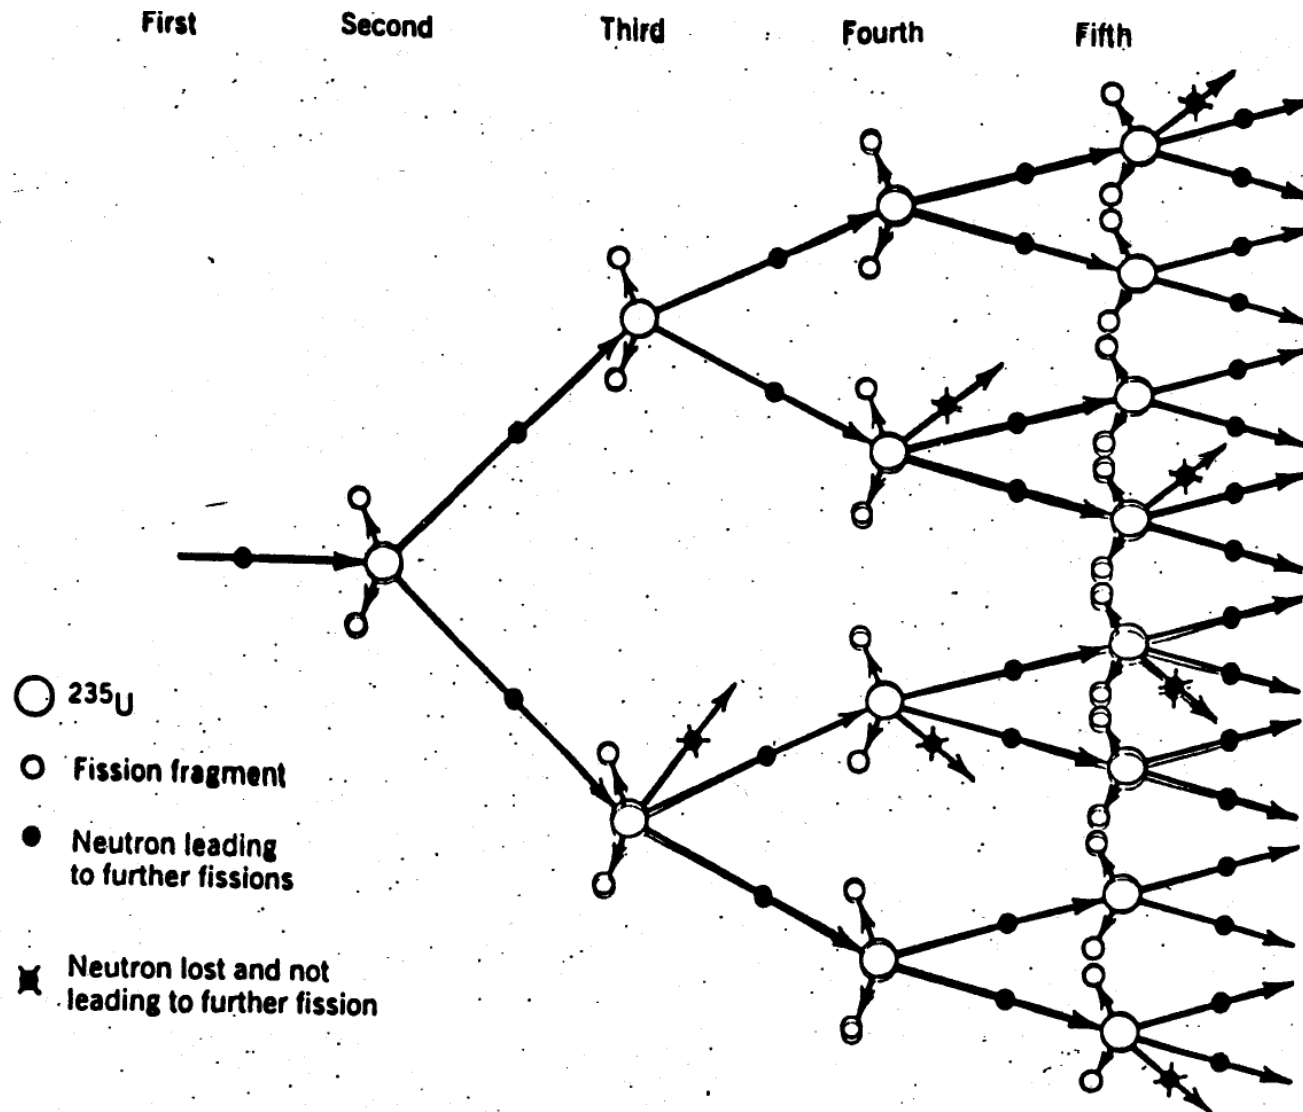 First Second Third Fourth Fifth
235U
Fission fragment
Neutron leading
to further fissions
Neutron lost and not
leading to further fission